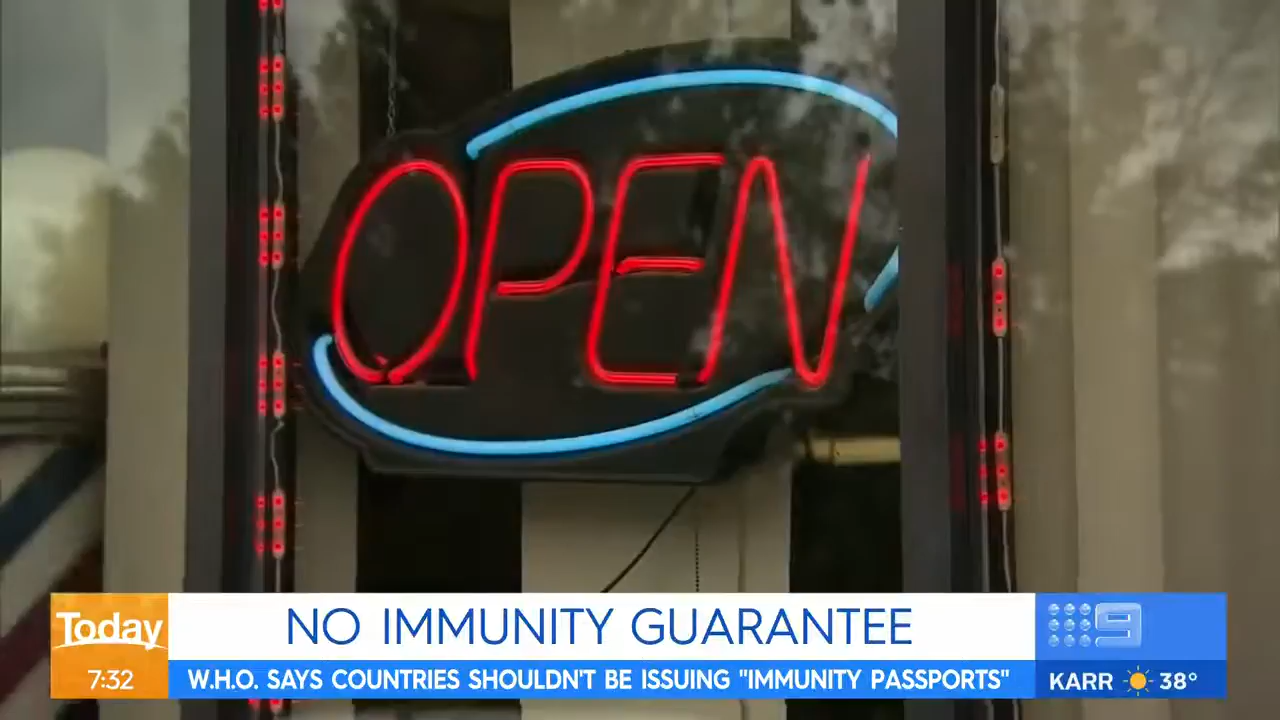 OPEN
Today
7:32
NO IMMUNITY GUARANTEE
9
W.H.O. SAYS COUNTRIES SHOULDN'T BE ISSUING "IMMUNITY PASSPORTS"
KARR 38°